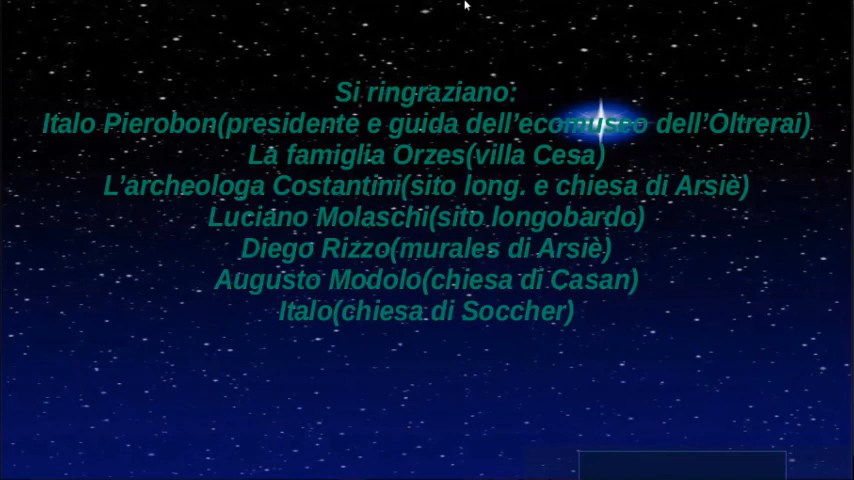 Si ringraziano:
Italo Pierobon(presidente e guida dell’ecomuseo dell’Oltrerai)
La famiglia Orzes(villa Cesa)
L’archeologa Costantini(sito long. e chiesa di Arsiè)
Luciano Molaschi(sito longobardo)
Diego Rizzo(murales di Arsiè)
Augusto Modolo(chiesa di Casan)
Italo(chiesa di Soccher)